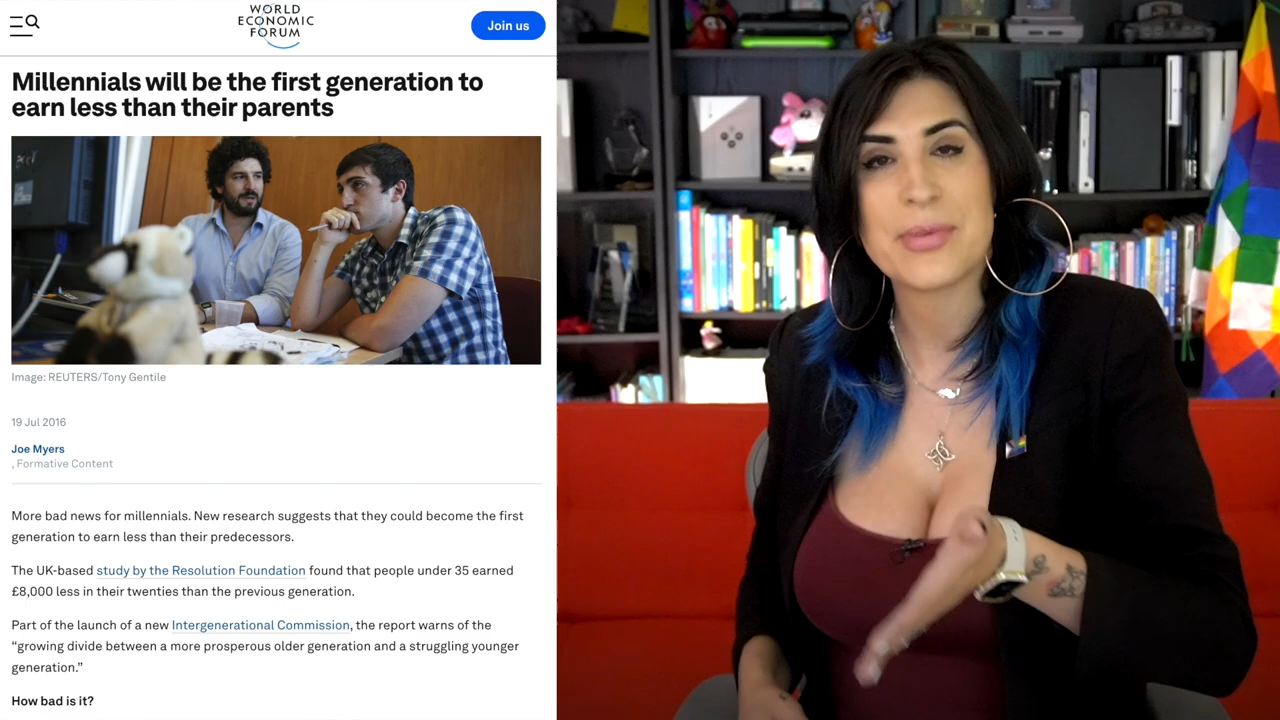 WORLD
ECONOMIC
FORUM
Join us
Millennials will be the first generation to
earn less than their parents
Image: REUTERS/Tony Gentile
19 Jul 2016
Joe Myers
, Formative Content
More bad news for millennials. New research suggests that they could become the first
generation to earn less than their predecessors.
The UK-based study by the Resolution Foundation found that people under 35 earned
£8,000 less in their twenties than the previous generation.
Part of the launch of a new Intergenerational Commission, the report warns of the
“growing divide between a more prosperous older generation and a struggling younger
generation.”
How bad is it?